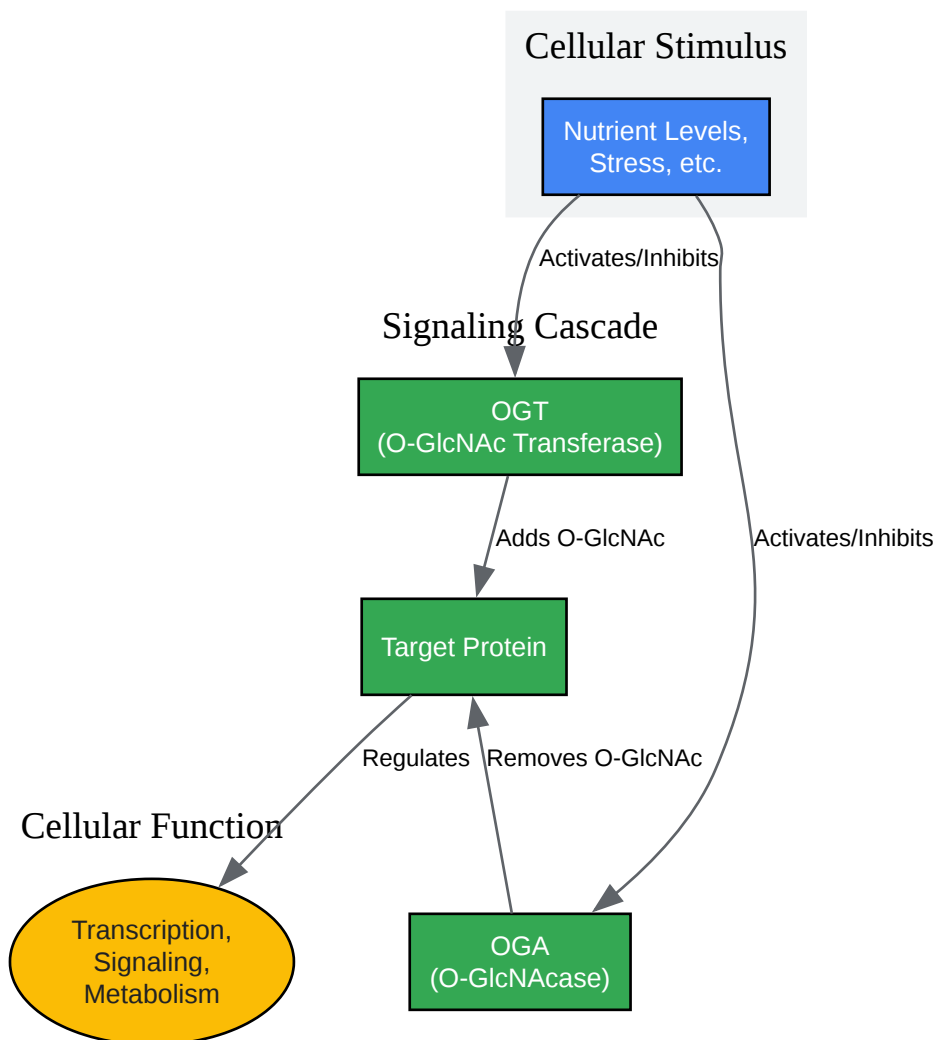 Cellular Stimulus
Nutrient Levels,
Stress, etc.
Activates/Inhibits
Signaling Cascade
OGT
(O-GlcNAc Transferase)
Adds O-GlcNAc
Activates/Inhibits
Target Protein
Regulates
Removes O-GlcNAc
Cellular Function
Transcription,
Signaling,
Metabolism
OGA
(O-GlcNAcase)